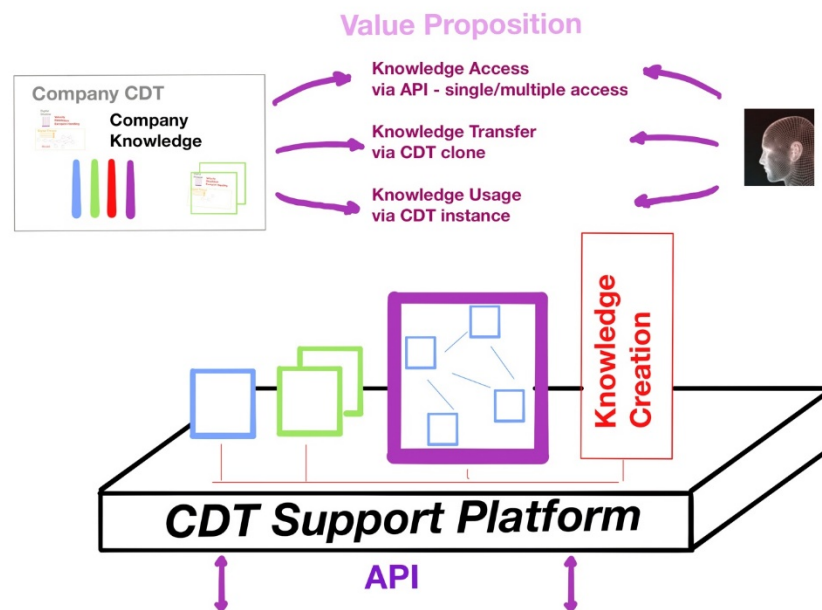 Value Proposition
Company CDT
Company
Knowledge
Knowledge Access
via API - single/multiple access
Knowledge Transfer
via CDT clone
Knowledge Usage
via CDT instance
Knowledge
Creation
CDT Support Platform
API